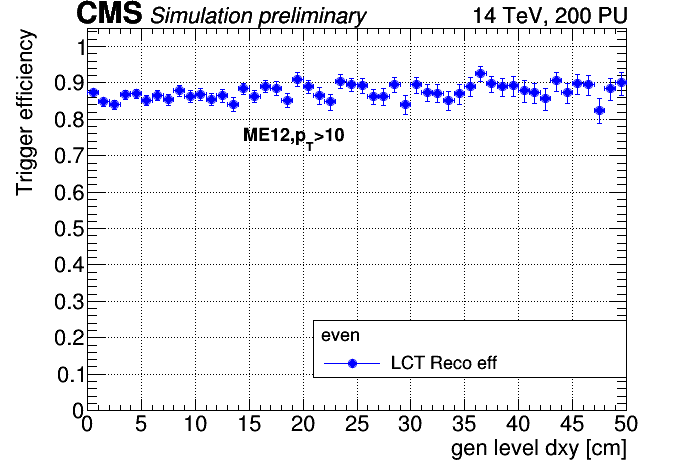 CMS Simulation preliminary 14 TeV, 200 PU
Trigger efficiency
1
0.9
0.8
0.7
0.6
0.5
0.4
0.3
0.2
0.1
0
ME12,p_T>10
even
LCT Reco eff
0 5 10 15 20 25 30 35 40 45 50
gen level dxy [cm]